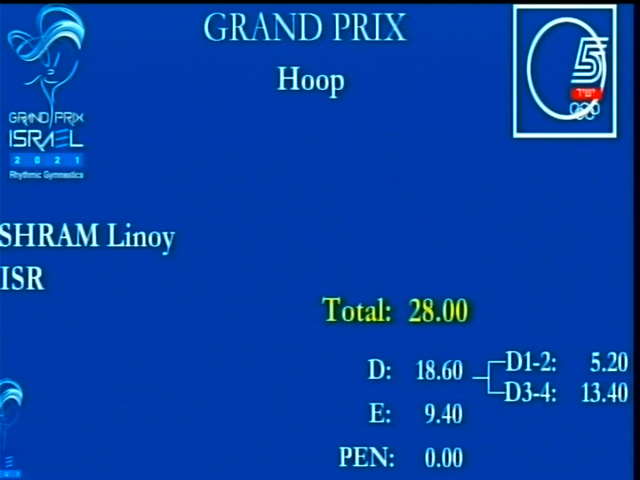 GRAND PRIX
Hoop
GRAND PRIX
ISRAEL
2021
Rhythmic Gymnastics
5
SHRAM Linoy
ISR
Total: 28.00
D: 18.60
D1-2: 5.20
D3-4: 13.40
E: 9.40
PEN: 0.00